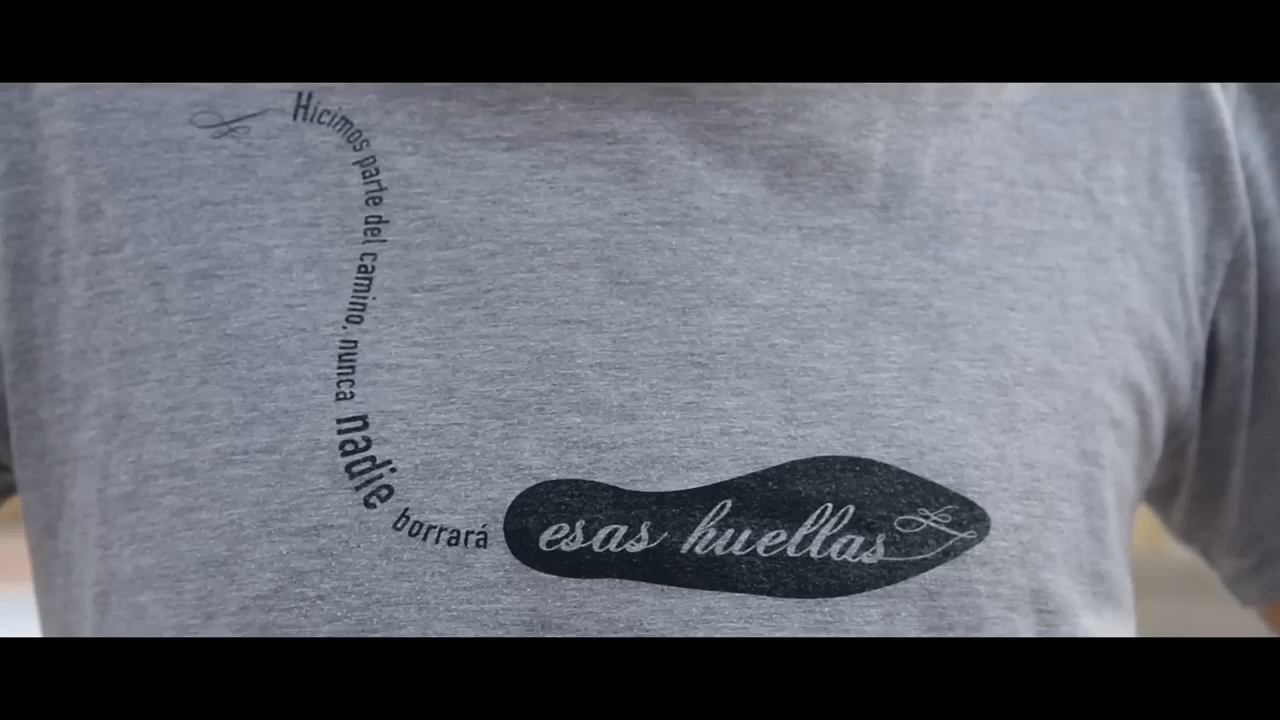 Hicimos parte del camino, nunca nadie borrará
esas huellas